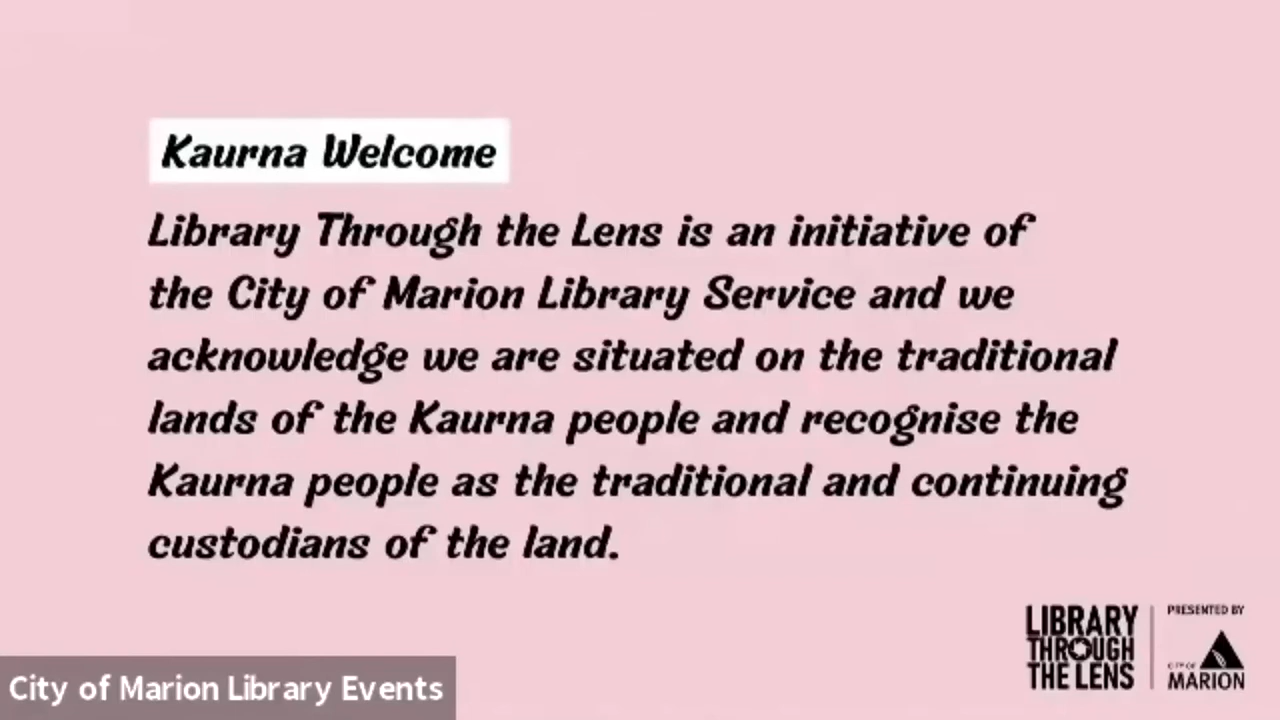 Kaurna Welcome
Library Through the Lens is an initiative of
the City of Marion Library Service and we
acknowledge we are situated on the traditional
lands of the Kaurna people and recognise the
Kaurna people as the traditional and continuing
custodians of the land.
LIBRARY
THROUGH
THE LENS
PRESENTED BY
CITY OF
MARION
City of Marion Library Events